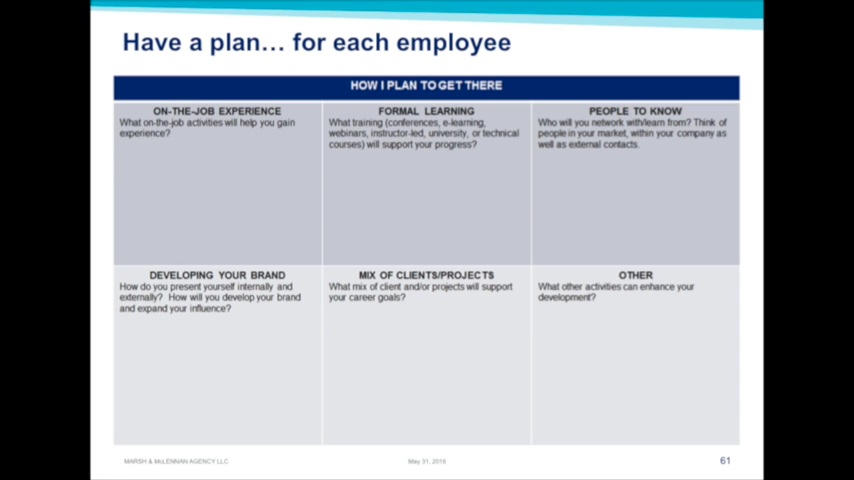 Have a plan... for each employee
HOW I PLAN TO GET THERE
ON-THE-JOB EXPERIENCE
What on-the-job activities will help you gain
experience?
FORMAL LEARNING
What training (conferences, e-learning,
webinars, instructor-led, university, or technical
courses) will support your progress?
PEOPLE TO KNOW
Who will you network with/learn from? Think of
people in your market, within your company as
well as external contacts.
DEVELOPING YOUR BRAND
How do you present yourself internally and
externally? How will you develop your brand
and expand your influence?
MIX OF CLIENTS/PROJECTS
What mix of client and/or projects will support
your career goals?
OTHER
What other activities can enhance your
development?
MARSH & McLENNAN AGENCY LLC
May 31, 2016
61